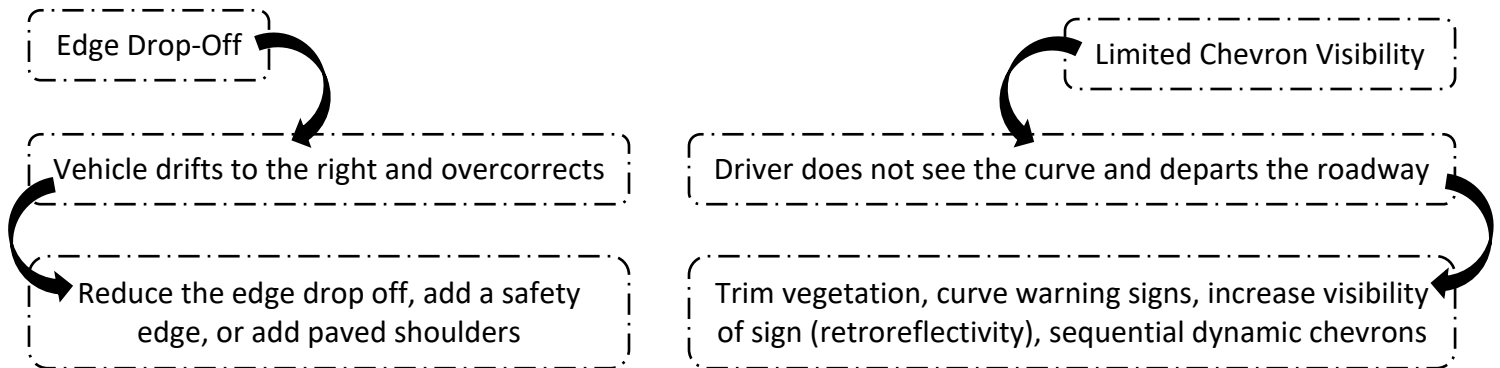 Edge Drop-Off
Vehicle drifts to the right and overcorrects
Reduce the edge drop off, add a safety
edge, or add paved shoulders
Limited Chevron Visibility
Driver does not see the curve and departs the roadway
Trim vegetation, curve warning signs, increase visibility
of sign (retroreflectivity), sequential dynamic chevrons